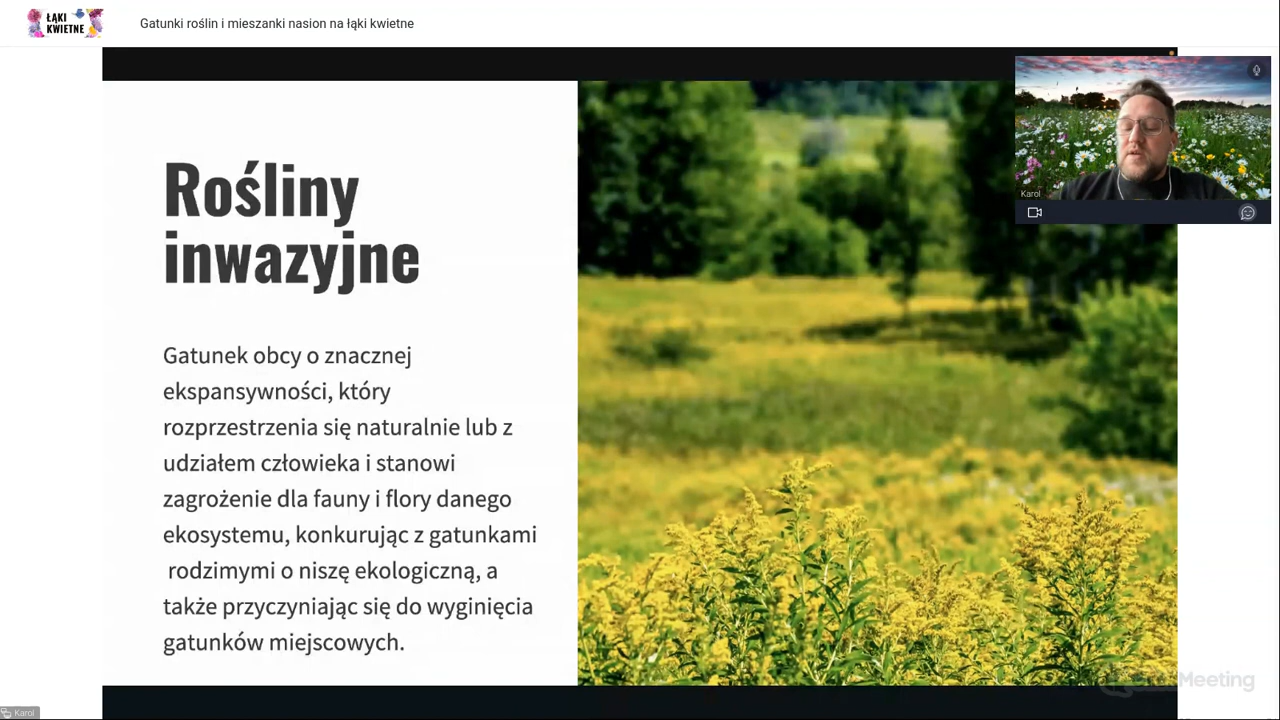 ŁĄKI
KWIETNE
Gatunki roślin i mieszanki nasion na łąki kwietne
Karol
Rośliny
inwazyjne
Gatunek obcy o znacznej
ekspansywności, który
rozprzestrzenia się naturalnie lub z
udziałem człowieka i stanowi
zagrożenie dla fauny i flory danego
ekosystemu, konkurując z gatunkami
rodzimymi o niszę ekologiczną, a
także przyczyniając się do wyginięcia
gatunków miejscowych.
Meeting
Karol